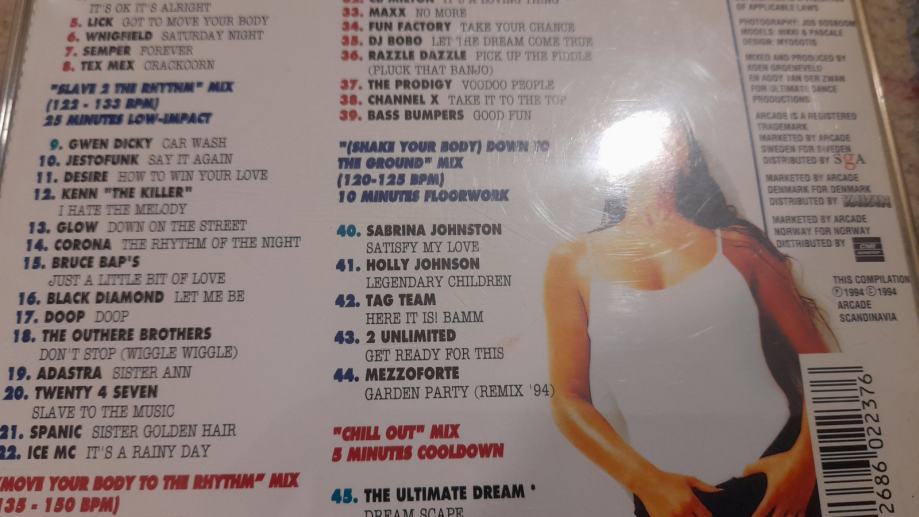 IT'S OK IT'S ALRIGHT
5. LICK GOT TO MOVE YOUR BODY
6. WHIGFIELD SATURDAY NIGHT
7. SEMPER FOREVER
8. TEX MEX CRACKCORN
"SLAVE 2 THE RHYTHM" MIX
(122 - 133 BPM)
25 MINUTES LOW-IMPACT
9. GWEN DICKY CAR WASH
10. JESTOFUNK SAY IT AGAIN
11. DESIRE HOW TO WIN YOUR LOVE
12. KENN "THE KILLER"
I HATE THE MELODY
13. GLOW DOWN ON THE STREET
14. CORONA THE RHYTHM OF THE NIGHT
15. BRUCE BAP'S
JUST A LITTLE BIT OF LOVE
16. BLACK DIAMOND LET ME BE
17. DOOP DOOP
18. THE OUTHERE BROTHERS
DON'T STOP (WIGGLE WIGGLE)
19. ADASTRA SISTER ANN
20. TWENTY 4 SEVEN
SLAVE TO THE MUSIC
21. SPANIC SISTER GOLDEN HAIR
22. ICE MC IT'S A RAINY DAY
"MOVE YOUR BODY TO THE RHYTHM" MIX
135 - 150 BPM)
33. MAXX NO MORE
34. FUN FACTORY TAKE YOUR CHANCE
35. DJ BOBO LET THE DREAM COME TRUE
36. RAZZLE DAZZLE PICK UP THE FIDDLE
(PLUCK THAT BANJO)
37. THE PRODIGY VOODOO PEOPLE
38. CHANNEL X TAKE IT TO THE TOP
39. BASS BUMPERS GOOD FUN
"(SHAKE YOUR BODY) DOWN TO
THE GROUND" MIX
(120-125 BPM)
10 MINUTES FLOORWORK
40. SABRINA JOHNSTON
SATISFY MY LOVE
41. HOLLY JOHNSON
LEGENDARY CHILDREN
42. TAG TEAM
HERE IT IS! BAMM
43. 2 UNLIMITED
GET READY FOR THIS
44. MEZZOFORTE
GARDEN PARTY (REMIX '94)
"CHILL OUT" MIX
5 MINUTES COOLDOWN
45. THE ULTIMATE DREAM *
DREAM SCAPE
OF APPLICABLE LAWS
PHOTOGRAPHY: JOS
MODELS: NIKKI & PASCALE
DESIGN:
MIXED AND PRODUCED BY
KOEN GROENEVELD
EN ADDY VAN DER ZWAN
FOR ULTIMATE DANCE
PRODUCTIONS
ARCADE IS A REGISTERED
TRADEMARK
MARKETED BY ARCADE
SWEDEN FOR SWEDEN
DISTRIBUTED BY SGA
MARKETED BY ARCADE
DENMARK FOR DENMARK
DISTRIBUTED BY
MARKETED BY ARCADE
NORWAY FOR NORWAY
DISTRIBUTED BY CNR
THIS COMPILATION
℗1994 ©1994
ARCADE
SCANDINAVIA
2686 022376